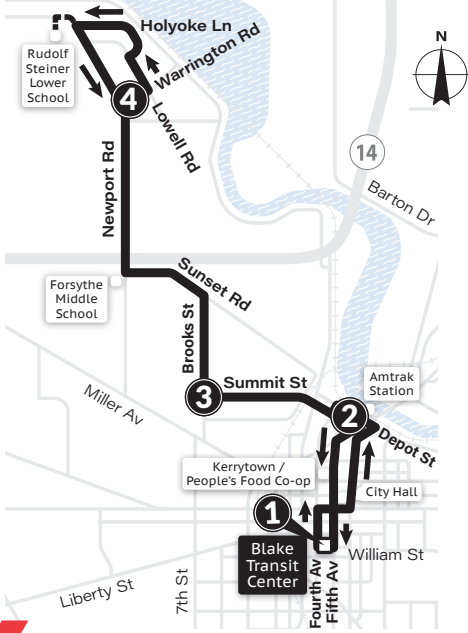 Holyoke Ln
Warrington Rd
N
Rudolf
Steiner
Lower
School
4
Lowell Rd
14
Barton Dr
Newport Rd
Sunset Rd
Forsythe
Middle
School
Brooks St
Miller Av
3
Summit St
Amtrak
Station
2
Depot St
Kerrytown /
People's Food Co-op
City Hall
1
Blake
Transit
Center
William St
Fourth Av
Fifth Av
Liberty St
7th St